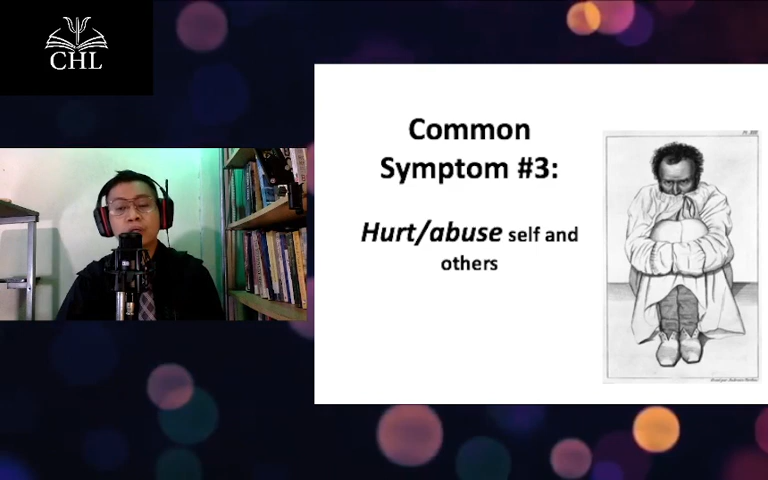 CHL
Common
Symptom #3:
Hurt/abuse self and
others